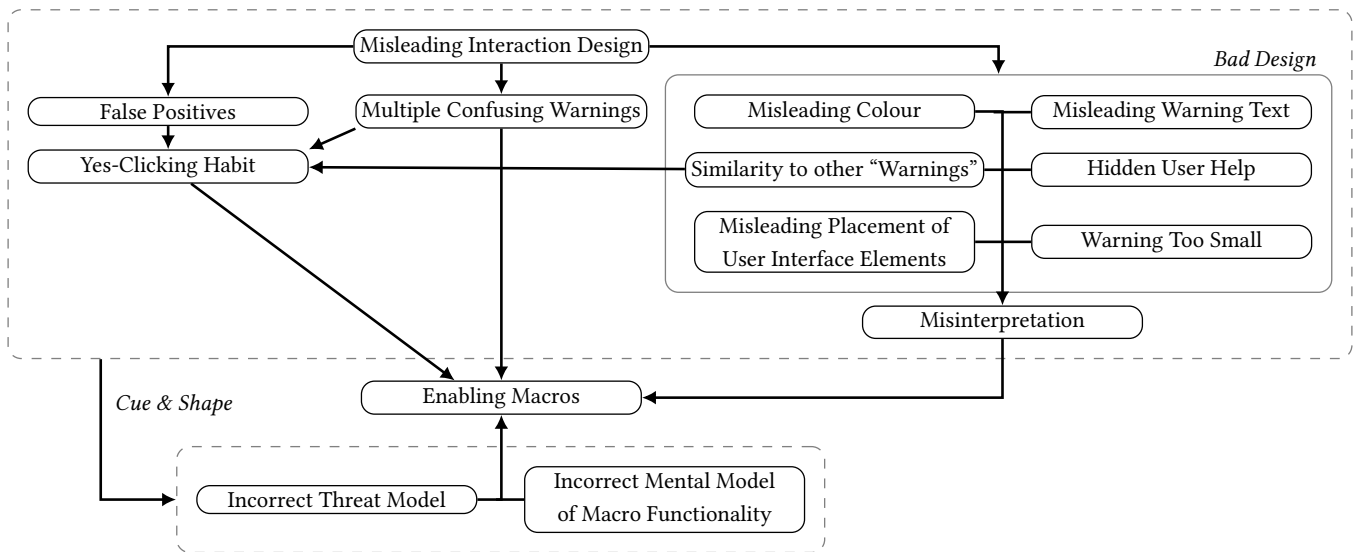 Misleading Interaction Design
Bad Design
False Positives
Multiple Confusing Warnings
Misleading Colour
Misleading Warning Text
Yes-Clicking Habit
Similarity to other “Warnings”
Hidden User Help
Misleading Placement of
User Interface Elements
Warning Too Small
Misinterpretation
Enabling Macros
Cue & Shape
Incorrect Threat Model
Incorrect Mental Model
of Macro Functionality